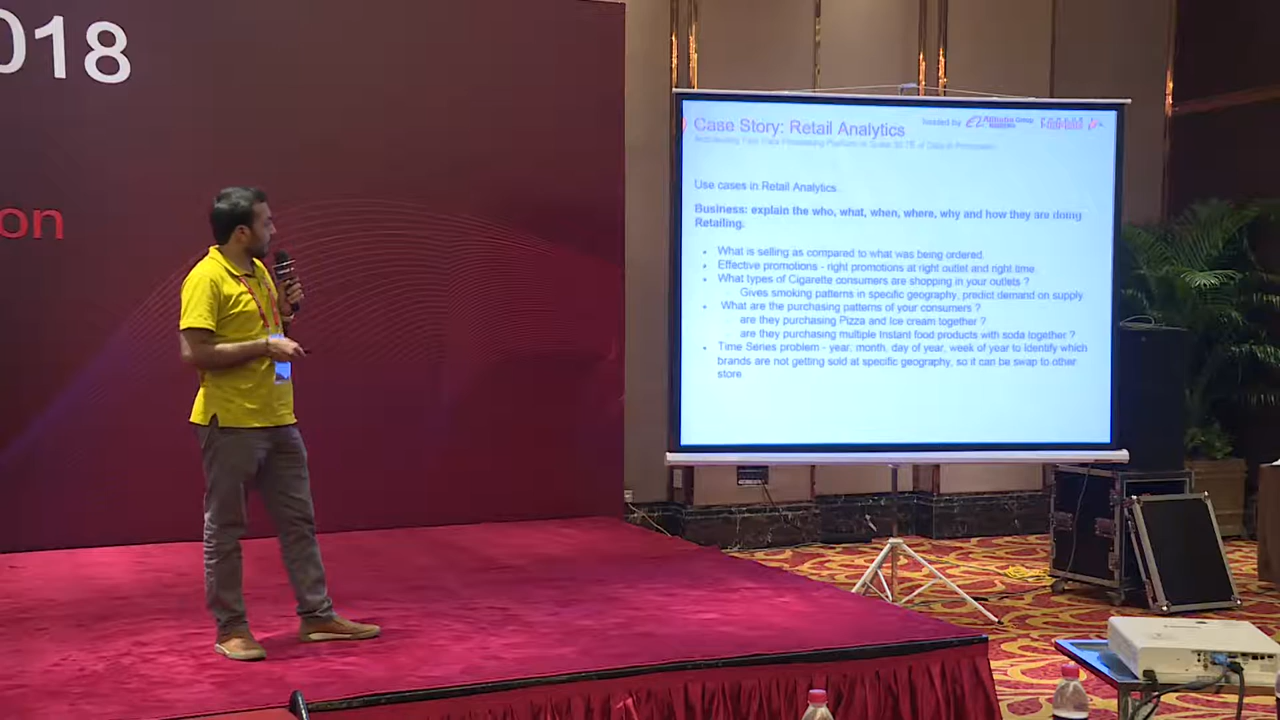 018
on
Case Story: Retail Analytics
hosted by Alibaba Group
Use cases in Retail Analytics.
Business: explain the who, what, when, where, why and how they are doing
Retailing.
• What is selling as compared to what was being ordered.
• Effective promotions - right promotions at right outlet and right time.
• What types of Cigarette consumers are shopping in your outlets ?
Gives smoking patterns in specific geography, predict demand on supply
• What are the purchasing patterns of your consumers ?
are they purchasing Pizza and Ice cream together ?
are they purchasing multiple Instant food products with soda together ?
• Time Series problem - year, month, day of year, week of year to identify which
brands are not getting sold at specific geography, so it can be swap to other
store